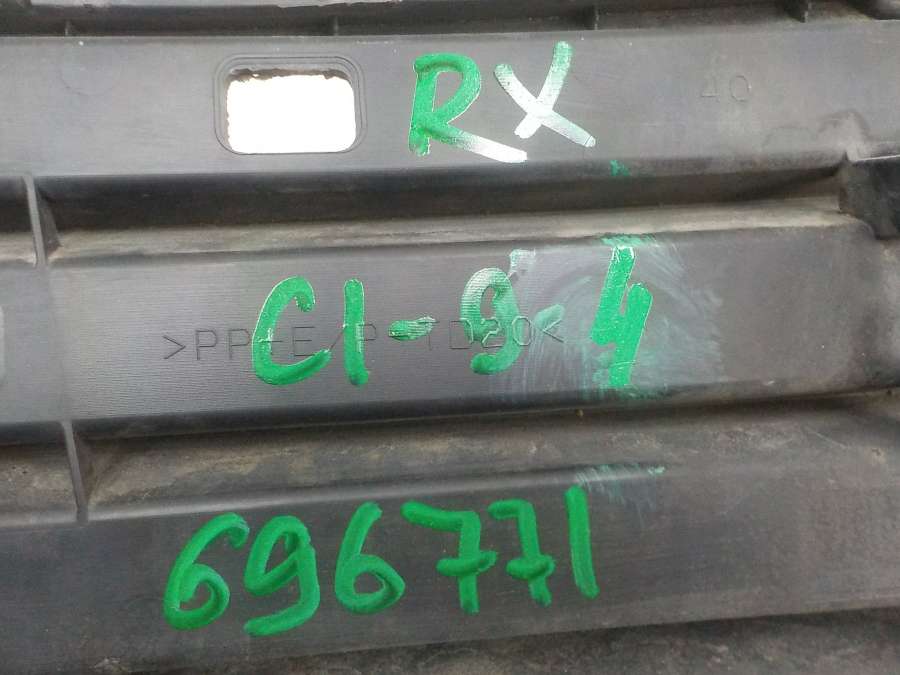 RX
40
C1-9-4
>PP+E/P-TD20<
696771